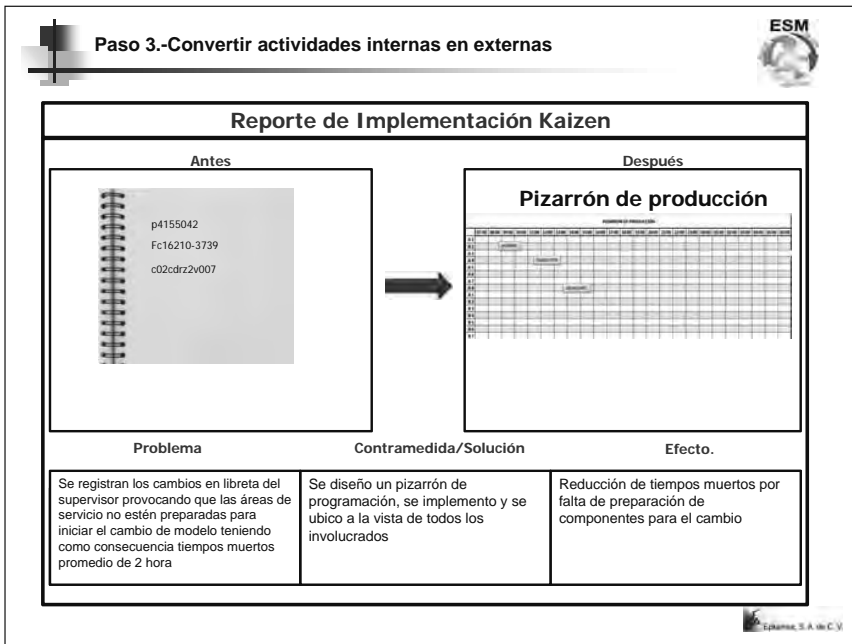 Paso 3.-Convertir actividades internas en externas
ESM
Reporte de Implementación Kaizen
Antes
Después
p4155042
Fc16210-3739
c02cdrz2v007
Pizarrón de producción
PIZARRÓN DE PRODUCCIÓN
Problema
Contramedida/Solución
Efecto.
Se registran los cambios en libreta del
supervisor provocando que las áreas de
servicio no estén preparadas para
iniciar el cambio de modelo teniendo
como consecuencia tiempos muertos
promedio de 2 hora
Se diseño un pizarrón de
programación, se implemento y se
ubico a la vista de todos los
involucrados
Reducción de tiempos muertos por
falta de preparación de
componentes para el cambio
S. A. de C. V.